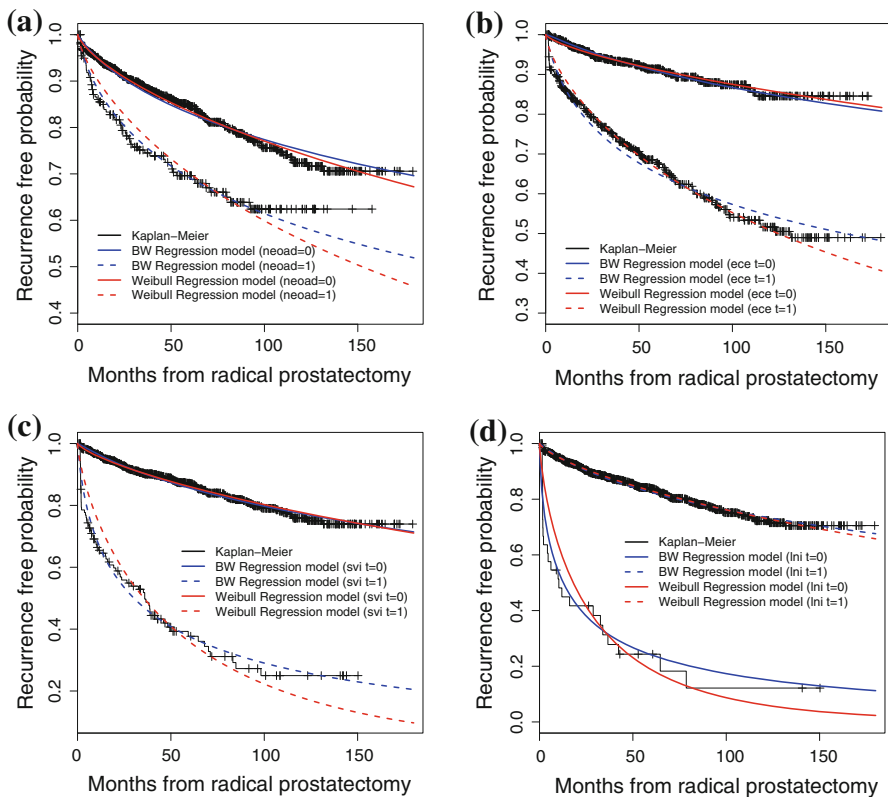 (a)
Recurrence free probability
1.0
0.9
0.8
0.7
0.6
0.5
0.4
Kaplan-Meier
BW Regression model (neoad=0)
BW Regression model (neoad=1)
Weibull Regression model (neoad=0)
Weibull Regression model (neoad=1)
0 50 100 150
Months from radical prostatectomy
(b)
Recurrence free probability
1.0
0.9
0.8
0.7
0.6
0.5
0.4
0.3
Kaplan-Meier
BW Regression model (ece t=0)
BW Regression model (ece t=1)
Weibull Regression model (ece t=0)
Weibull Regression model (ece t=1)
0 50 100 150
Months from radical prostatectomy
(c)
Recurrence free probability
1.0
0.8
0.6
0.4
0.2
Kaplan-Meier
BW Regression model (svi t=0)
BW Regression model (svi t=1)
Weibull Regression model (svi t=0)
Weibull Regression model (svi t=1)
0 50 100 150
Months from radical prostatectomy
(d)
Recurrence free probability
1.0
0.8
0.6
0.4
0.2
0.0
Kaplan-Meier
BW Regression model (lni t=0)
BW Regression model (lni t=1)
Weibull Regression model (lni t=0)
Weibull Regression model (lni t=1)
0 50 100 150
Months from radical prostatectomy